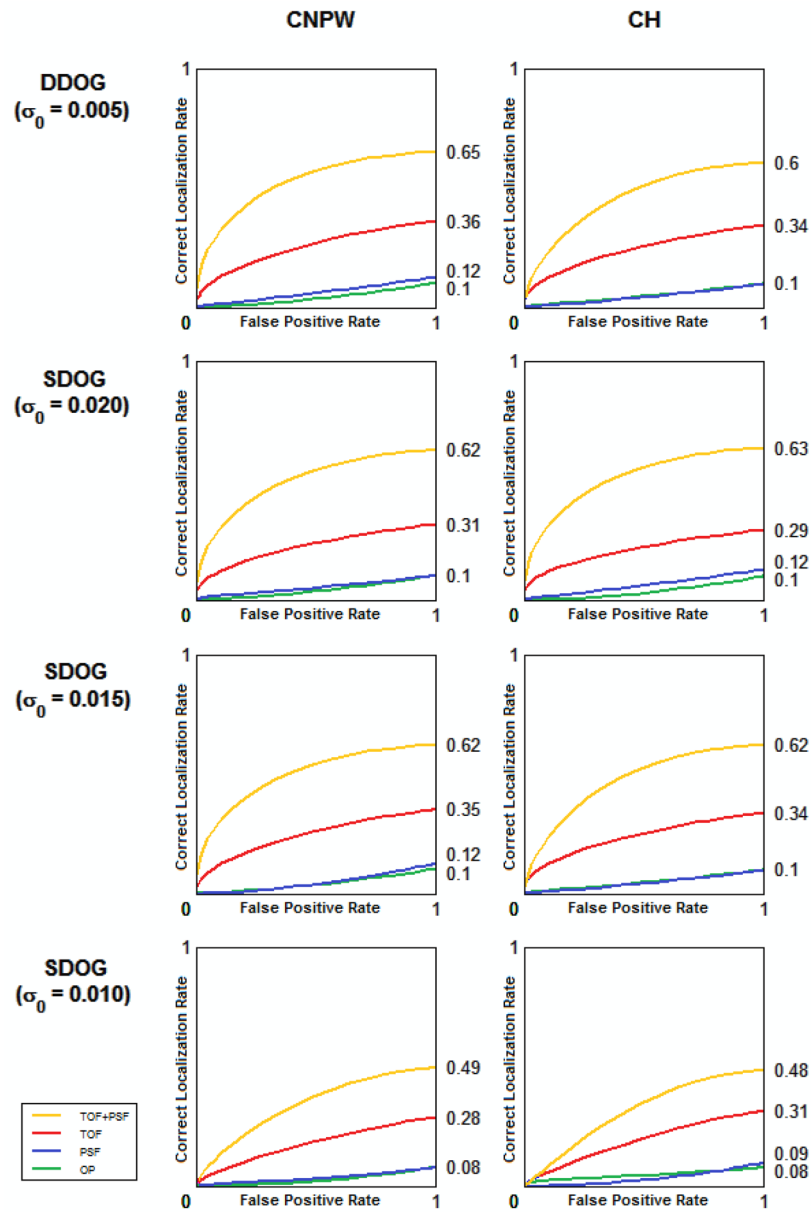 CNPW CH
DDOG
(σ0 = 0.005)
1
Correct Localization Rate
0.65
0.36
0.12
0.1
0 False Positive Rate 1
1
Correct Localization Rate
0.6
0.34
0.1
0 False Positive Rate 1
SDOG
(σ0 = 0.020)
1
Correct Localization Rate
0.62
0.31
0.1
0 False Positive Rate 1
1
Correct Localization Rate
0.63
0.29
0.12
0.1
0 False Positive Rate 1
SDOG
(σ0 = 0.015)
1
Correct Localization Rate
0.62
0.35
0.12
0.1
0 False Positive Rate 1
1
Correct Localization Rate
0.62
0.34
0.1
0 False Positive Rate 1
SDOG
(σ0 = 0.010)
1
Correct Localization Rate
0.49
0.28
0.08
0 False Positive Rate 1
1
Correct Localization Rate
0.48
0.31
0.09
0.08
0 False Positive Rate 1
TOF+PSF
TOF
PSF
OP